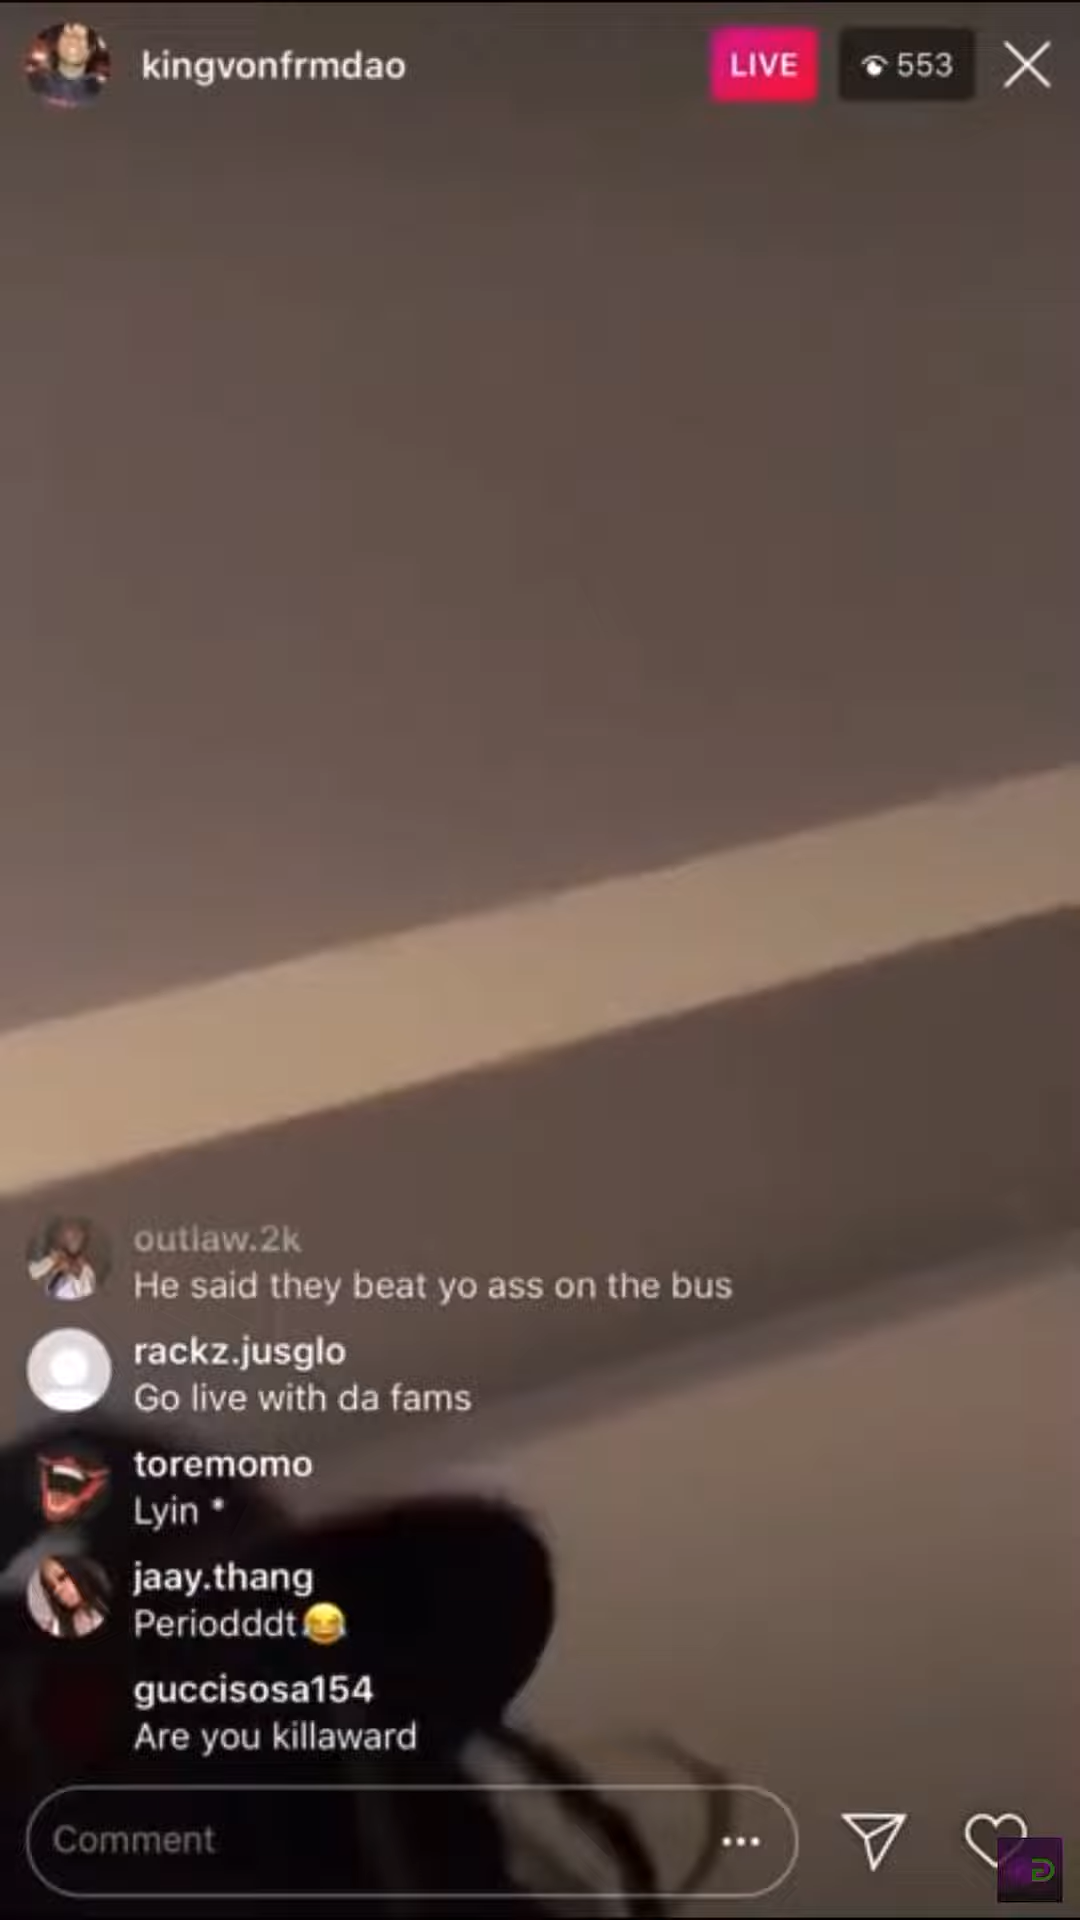 kingvonfrmdao
LIVE
553
outlaw.2k
He said they beat yo ass on the bus
rackz.jusglo
Go live with da fams
toremomo
Lyin *
jaay.thang
Periodddt😂
guccisosa154
Are you killaward
Comment